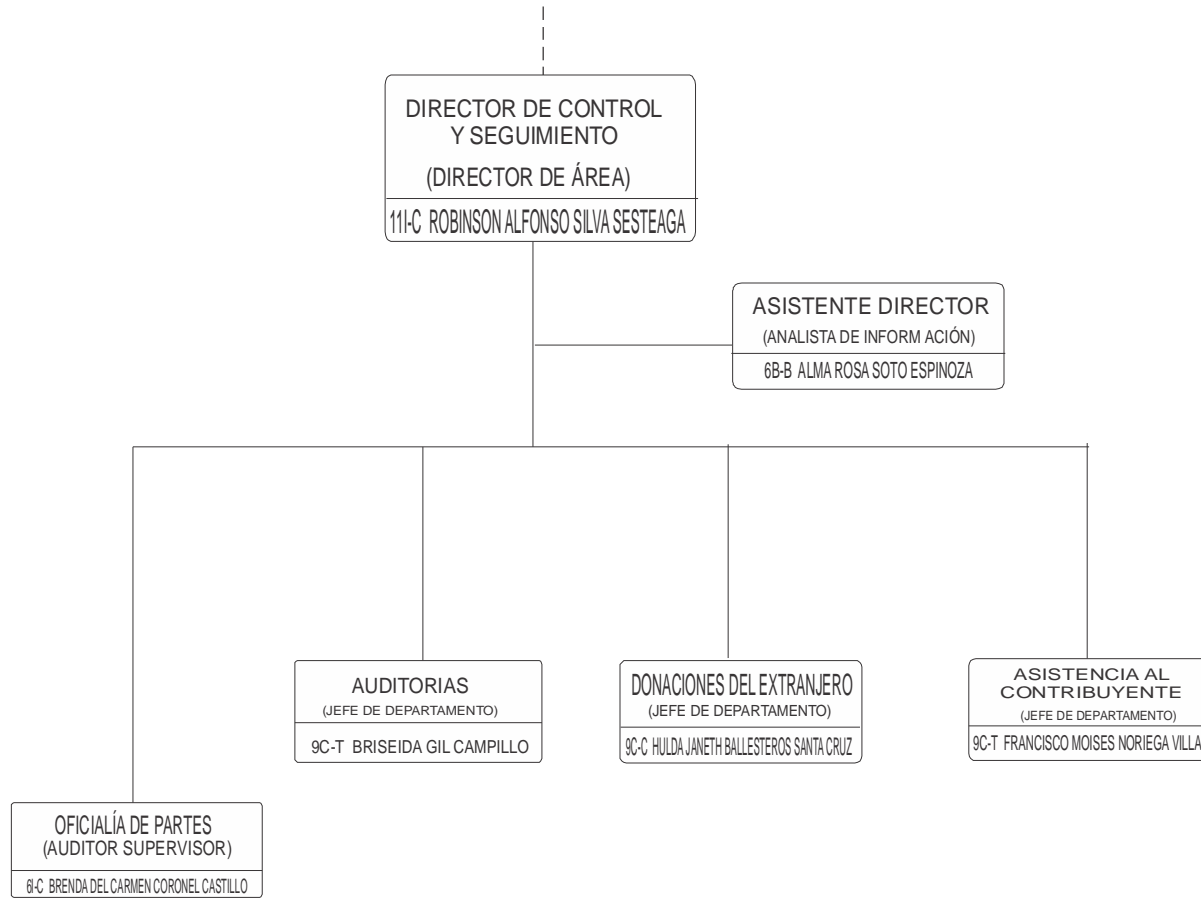 DIRECTOR DE CONTROL
Y SEGUIMIENTO
(DIRECTOR DE ÁREA)
11I-C ROBINSON ALFONSO SILVA SESTEAGA
ASISTENTE DIRECTOR
(ANALISTA DE INFORM ACIÓN)
6B-B ALMA ROSA SOTO ESPINOZA
AUDITORIAS
(JEFE DE DEPARTAMENTO)
9C-T BRISEIDA GIL CAMPILLO
DONACIONES DEL EXTRANJERO
(JEFE DE DEPARTAMENTO)
9C-C HULDA JANETH BALLESTEROS SANTA CRUZ
ASISTENCIA AL
CONTRIBUYENTE
(JEFE DE DEPARTAMENTO)
9C-T FRANCISCO MOISES NORIEGA VILLA
OFICIALÍA DE PARTES
(AUDITOR SUPERVISOR)
6I-C BRENDA DEL CARMEN CORONEL CASTILLO